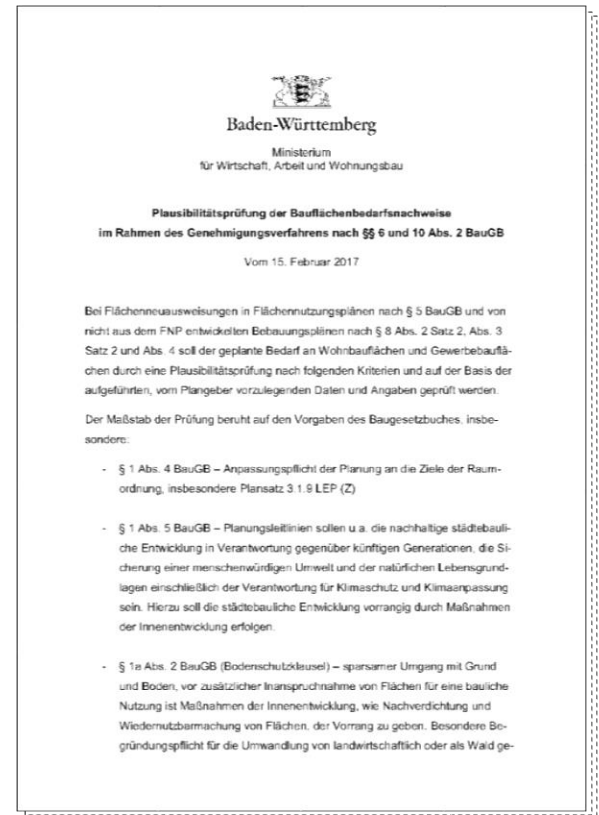 Baden-Württemberg
Ministerium
für Wirtschaft, Arbeit und Wohnungsbau
Plausibilitätsprüfung der Bauflächenbedarfsnachweise
im Rahmen des Genehmigungsverfahrens nach §§ 6 und 10 Abs. 2 BauGB
Vom 15. Februar 2017
Bei Flächenneuausweisungen in Flächennutzungsplänen nach § 5 BauGB und von
nicht aus dem FNP entwickelten Bebauungsplänen nach § 8 Abs. 2 Satz 2, Abs. 3
Satz 2 und Abs. 4 soll der geplante Bedarf an Wohnbauflächen und Gewerbebauflä-
chen durch eine Plausibilitätsprüfung nach folgenden Kriterien und auf der Basis der
aufgeführten, vom Plangeber vorzulegenden Daten und Angaben geprüft werden.
Der Maßstab der Prüfung beruht auf den Vorgaben des Baugesetzbuches, insbe-
sondere:
- § 1 Abs. 4 BauGB – Anpassungspflicht der Planung an die Ziele der Raum-
ordnung, insbesondere Plansatz 3.1.9 LEP (Z)
- § 1 Abs. 5 BauGB – Planungsleitlinien sollen u.a. die nachhaltige städtebauli-
che Entwicklung in Verantwortung gegenüber künftigen Generationen, die Si-
cherung einer menschenwürdigen Umwelt und der natürlichen Lebensgrund-
lagen einschließlich der Verantwortung für Klimaschutz und Klimaanpassung
sein. Hierzu soll die städtebauliche Entwicklung vorrangig durch Maßnahmen
der Innenentwicklung erfolgen.
- § 1a Abs. 2 BauGB (Bodenschutzklausel) – sparsamer Umgang mit Grund
und Boden, vor zusätzlicher Inanspruchnahme von Flächen für eine bauliche
Nutzung ist Maßnahmen der Innenentwicklung, wie Nachverdichtung und
Wiedernutzbarmachung von Flächen, der Vorrang zu geben. Besondere Be-
gründungspflicht für die Umwandlung von landwirtschaftlich oder als Wald ge-